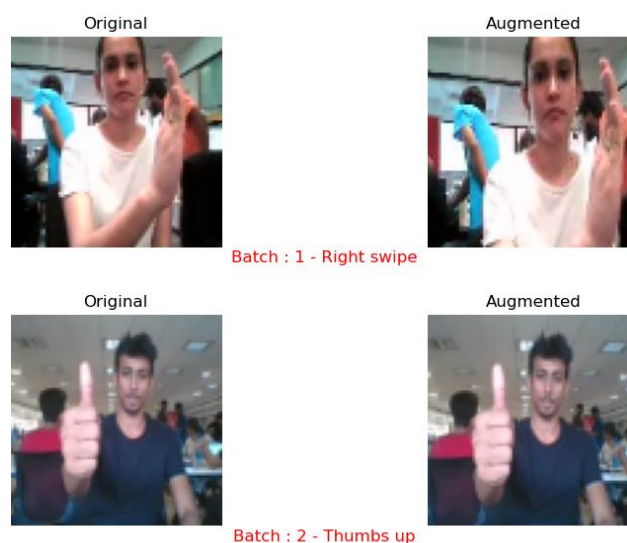 Original
Augmented
Batch : 1 - Right swipe
Original
Augmented
Batch : 2 - Thumbs up